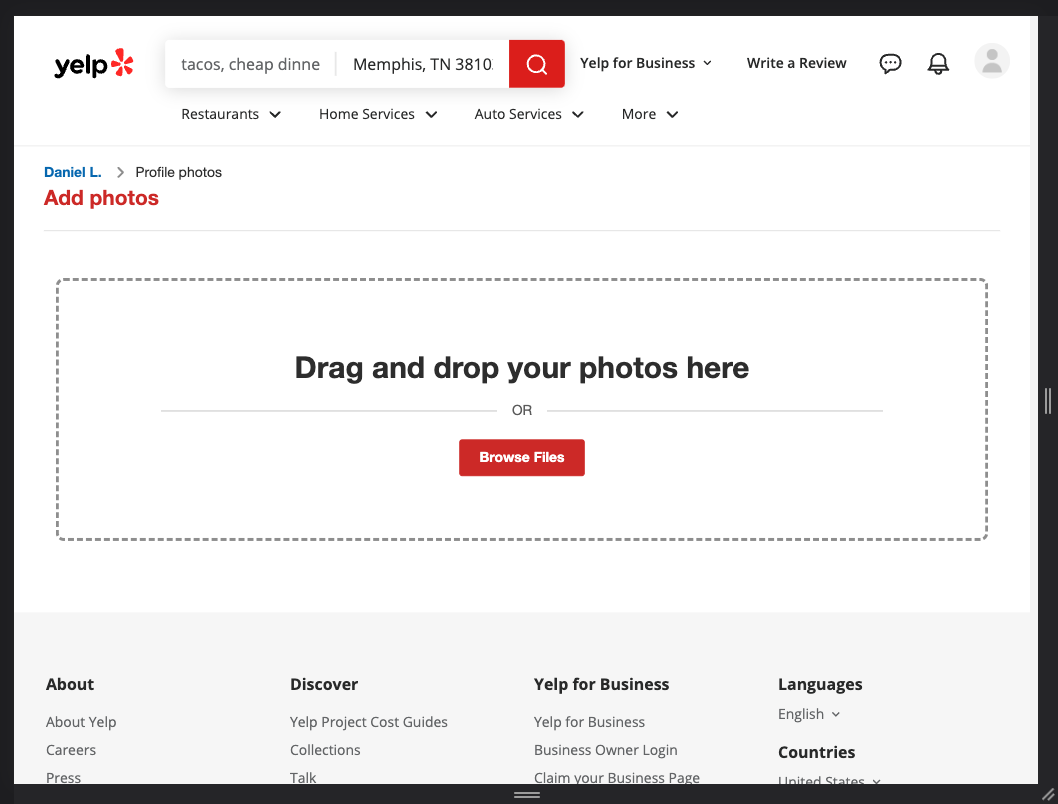 yelp
tacos, cheap dinne
Memphis, TN 3810
Yelp for Business
Write a Review
Restaurants
Home Services
Auto Services
More
Daniel L.
Profile photos
Add photos
Drag and drop your photos here
OR
Browse Files
About
About Yelp
Careers
Press
Discover
Yelp Project Cost Guides
Collections
Talk
Yelp for Business
Yelp for Business
Business Owner Login
Claim your Business Page
Languages
English
Countries
United States